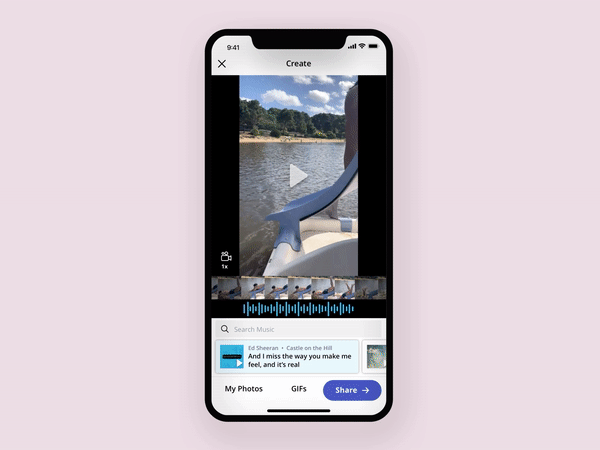 9:41
Create
1x
Search Music
Ed Sheeran • Castle on the Hill
And I miss the way you make me
feel, and it's real
My Photos
GIFs
Share →